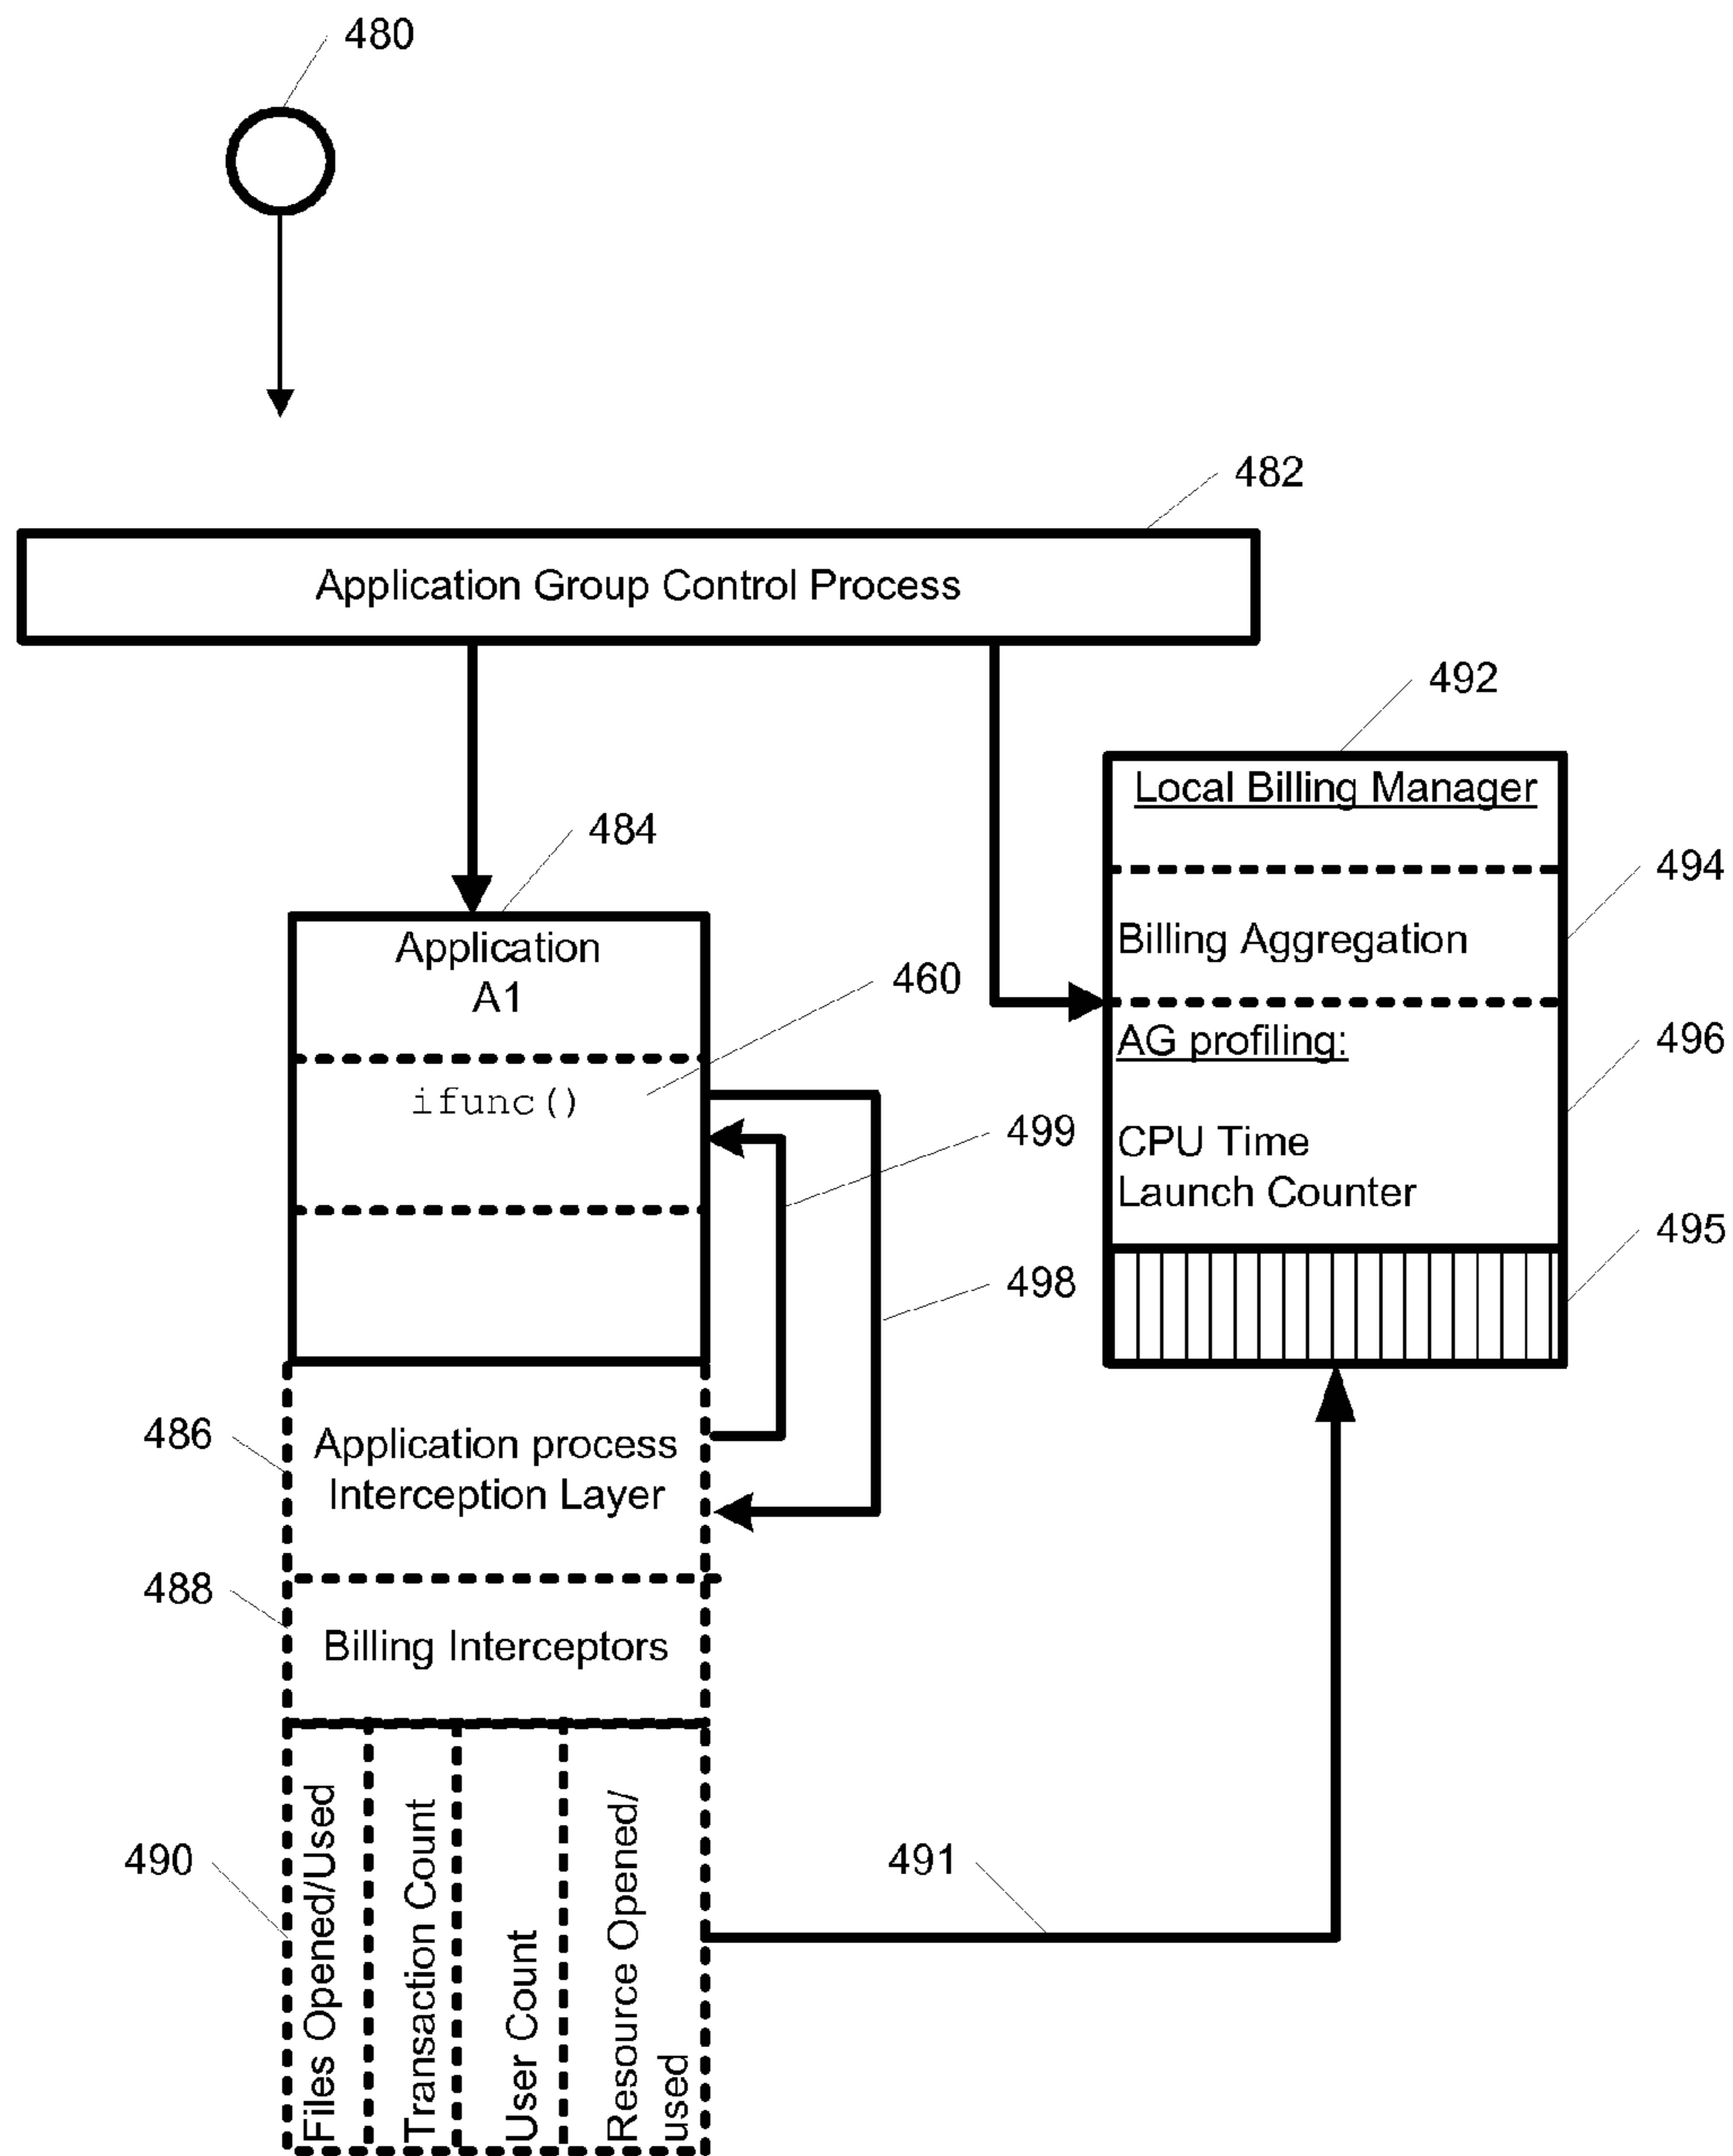 480
482
Application Group Control Process
492
Local Billing Manager
484
494
Application
A1
Billing Aggregation
460
AG profiling:
496
ifunc()
499
CPU Time
Launch Counter
495
498
486
Application process
Interception Layer
488
Billing Interceptors
490
Files Opened/Used
Transaction Count
User Count
Resource Opened/
used
491